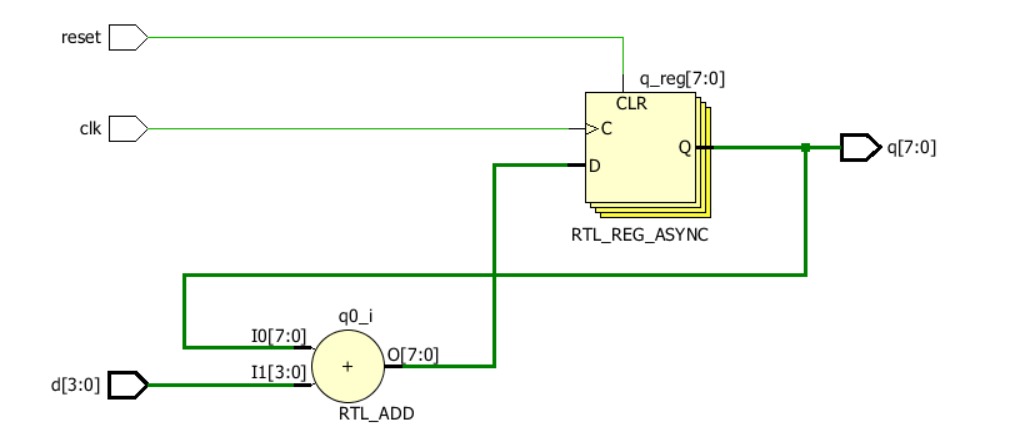 reset
q_reg[7:0]
CLR
clk
C
Q
q[7:0]
D
RTL_REG_ASYNC
q0_i
I0[7:0]
O[7:0]
+
I1[3:0]
d[3:0]
RTL_ADD